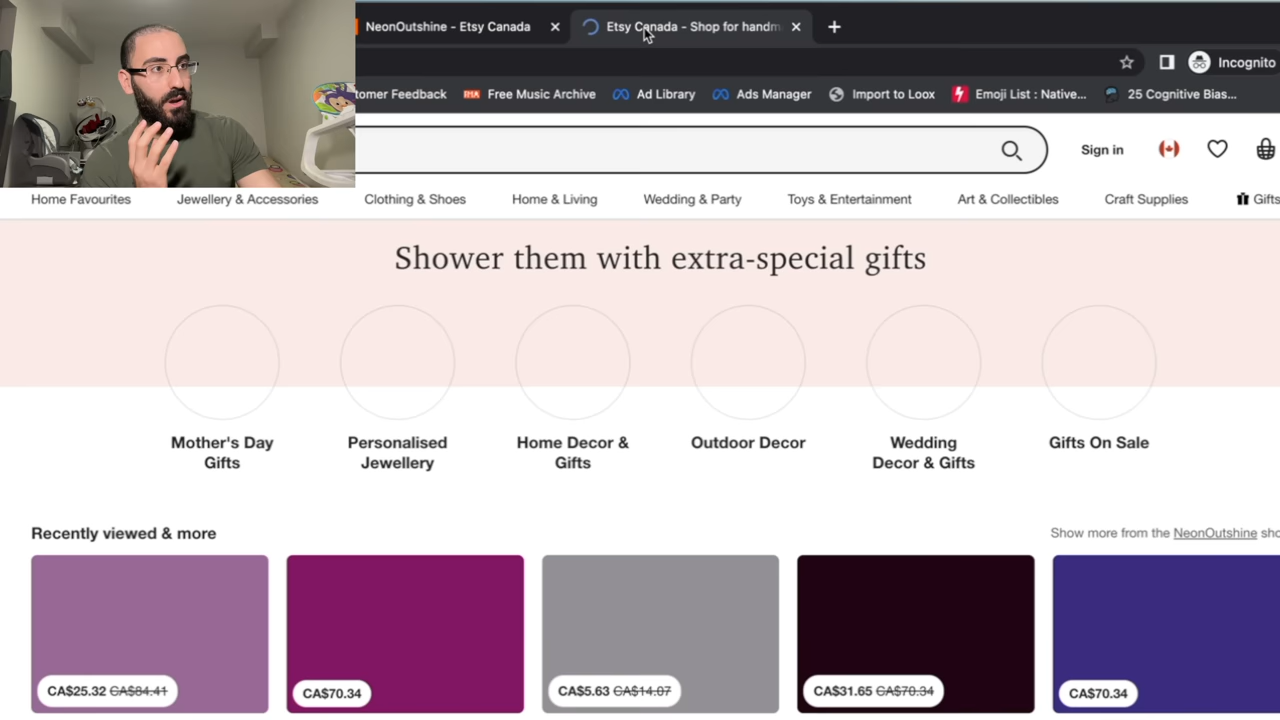 NeonOutshine - Etsy Canada
Etsy Canada - Shop for handm
Incognito
tomer Feedback
RMA Free Music Archive
Ad Library
Ads Manager
Import to Loox
Emoji List : Native...
25 Cognitive Bias...
Sign in
Home Favourites
Jewellery & Accessories
Clothing & Shoes
Home & Living
Wedding & Party
Toys & Entertainment
Art & Collectibles
Craft Supplies
Gifts
Shower them with extra-special gifts
Mother's Day
Gifts
Personalised
Jewellery
Home Decor &
Gifts
Outdoor Decor
Wedding
Decor & Gifts
Gifts On Sale
Recently viewed & more
Show more from the NeonOutshine sho
CA$25.32 CA$84.41
CA$70.34
CA$5.63 CA$14.07
CA$31.65 CA$70.34
CA$70.34